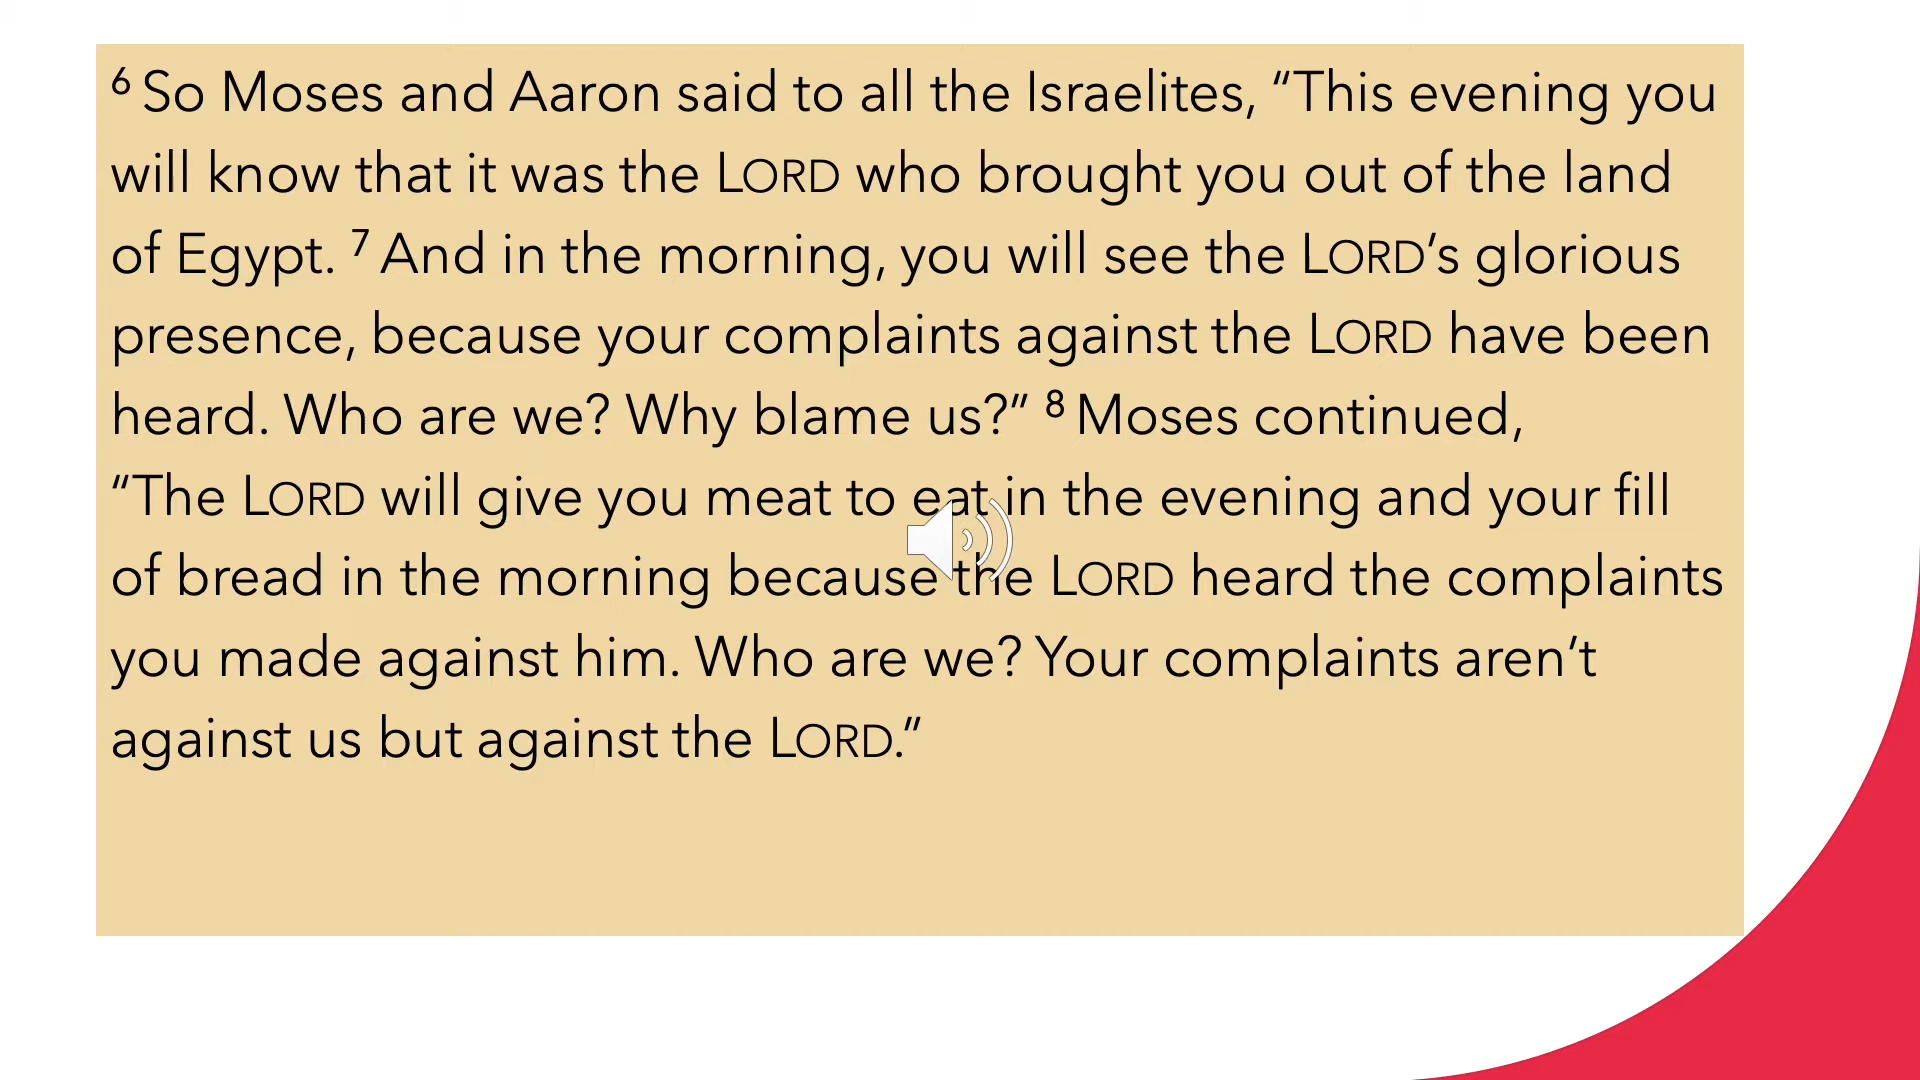 ⁶ So Moses and Aaron said to all the Israelites, “This evening you
will know that it was the LORD who brought you out of the land
of Egypt. ⁷ And in the morning, you will see the LORD’s glorious
presence, because your complaints against the LORD have been
heard. Who are we? Why blame us?” ⁸ Moses continued,
“The LORD will give you meat to eat in the evening and your fill
of bread in the morning because the LORD heard the complaints
you made against him. Who are we? Your complaints aren’t
against us but against the LORD.”